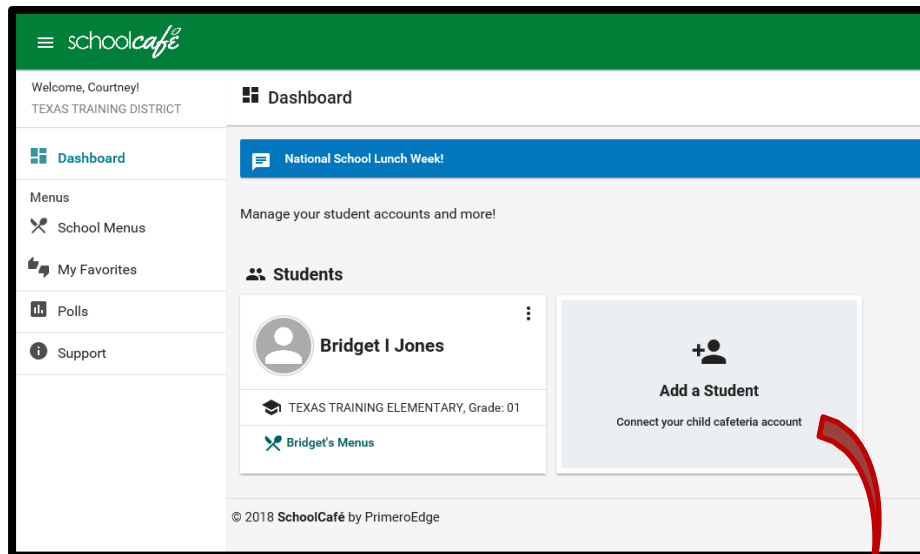 schoolcafé
Welcome, Courtney!
TEXAS TRAINING DISTRICT
Dashboard
Menus
School Menus
My Favorites
Polls
Support
Dashboard
National School Lunch Week!
Manage your student accounts and more!
Students
Bridget I Jones
TEXAS TRAINING ELEMENTARY, Grade: 01
Bridget's Menus
Add a Student
Connect your child cafeteria account
© 2018 SchoolCafé by PrimeroEdge